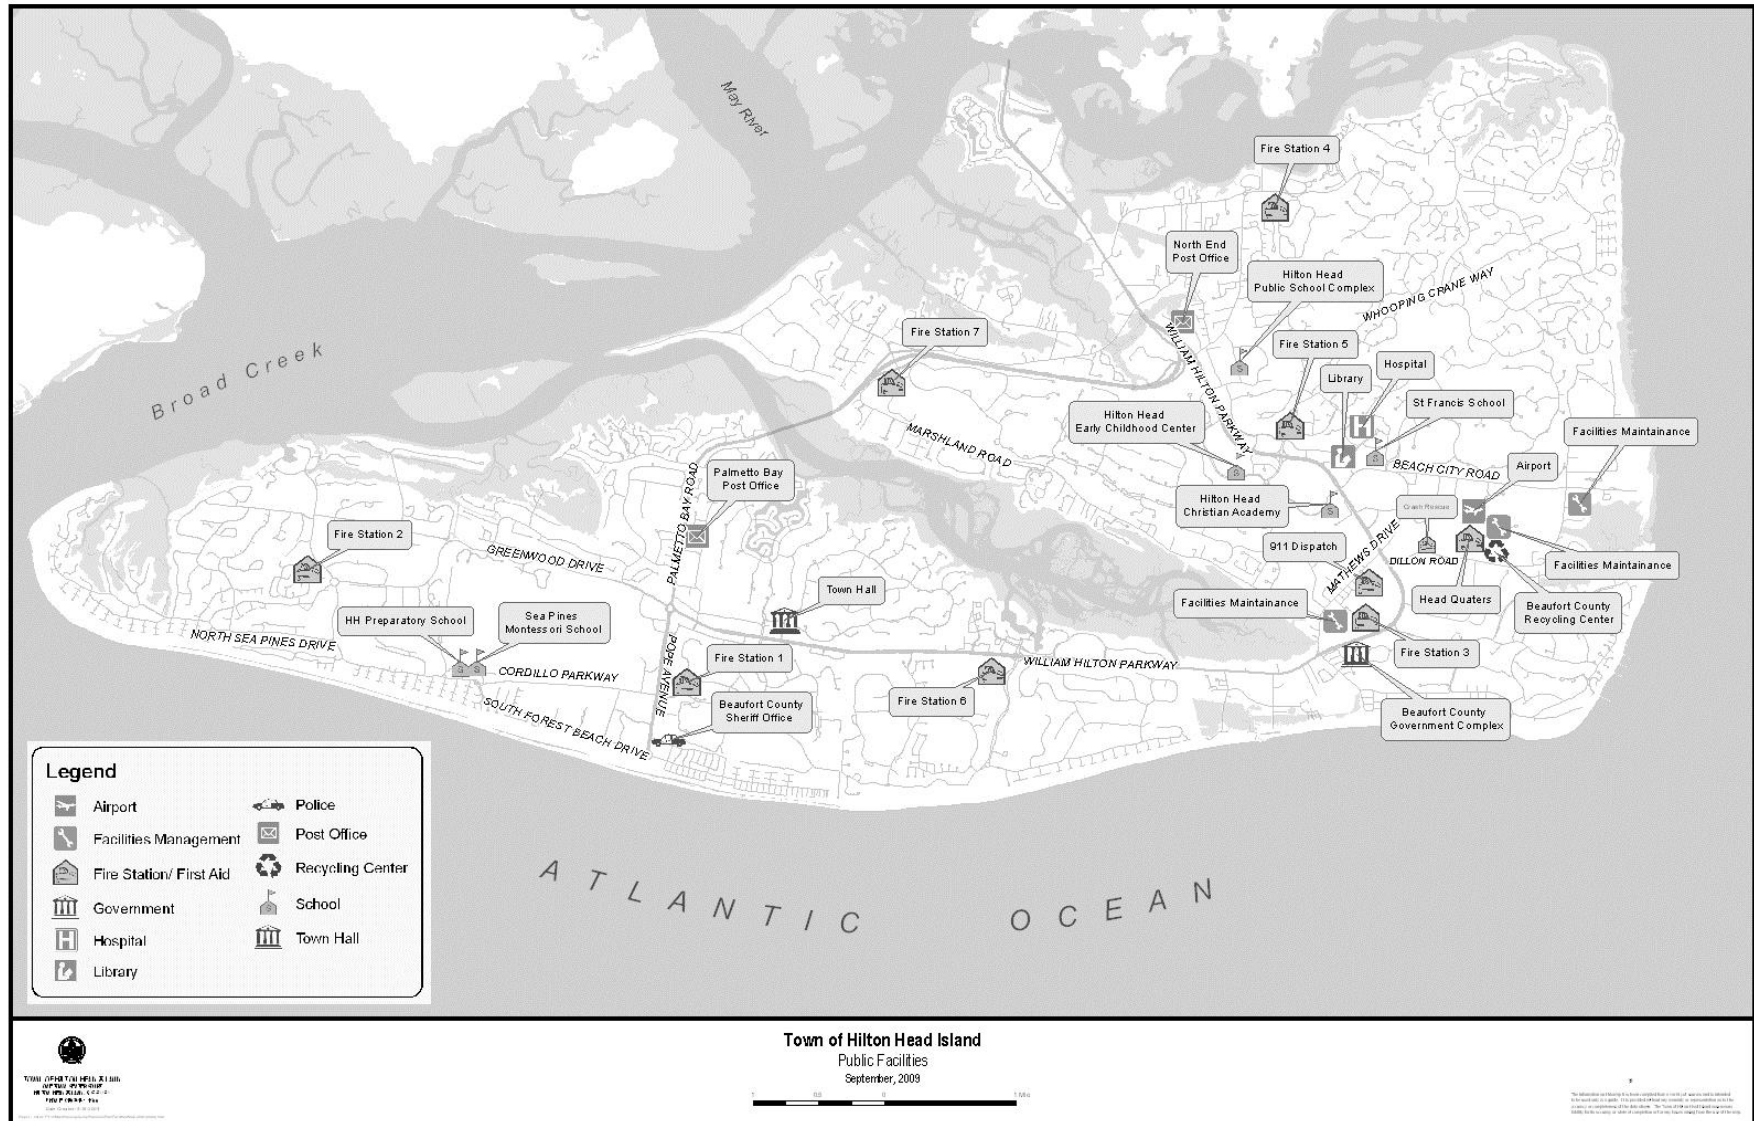 May River
Broad Creek
Fire Station 4
North End
Post Office
Hilton Head
Public School Complex
WHOOPING CRANE WAY
Fire Station 7
Fire Station 5
Hospital
Library
WILLIAM HILTON PARKWAY
St Francis School
Hilton Head
Early Childhood Center
Facilities Maintainance
MARSHLAND ROAD
BEACH CITY ROAD
Airport
Palmetto Bay
Post Office
PALMETTO BAY ROAD
Hilton Head
Christian Academy
Crash Rescue
Fire Station 2
GREENWOOD DRIVE
911 Dispatch
MATHEWS DRIVE
DILLON ROAD
Facilities Maintainance
Town Hall
Facilities Maintainance
Head Quaters
Beaufort County
Recycling Center
HH Preparatory School
Sea Pines
Montessori School
NORTH SEA PINES DRIVE
CORDILLO PARKWAY
POPE AVENUE
Fire Station 1
WILLIAM HILTON PARKWAY
Fire Station 3
Fire Station 6
Beaufort County
Sheriff Office
Beaufort County
Government Complex
SOUTH FOREST BEACH DRIVE
ATLANTIC OCEAN
Legend
Airport
Facilities Management
Fire Station/ First Aid
Government
Hospital
Library
Police
Post Office
Recycling Center
School
Town Hall
Town of Hilton Head Island
Public Facilities
September, 2009
1 0.5 0 1 Mile